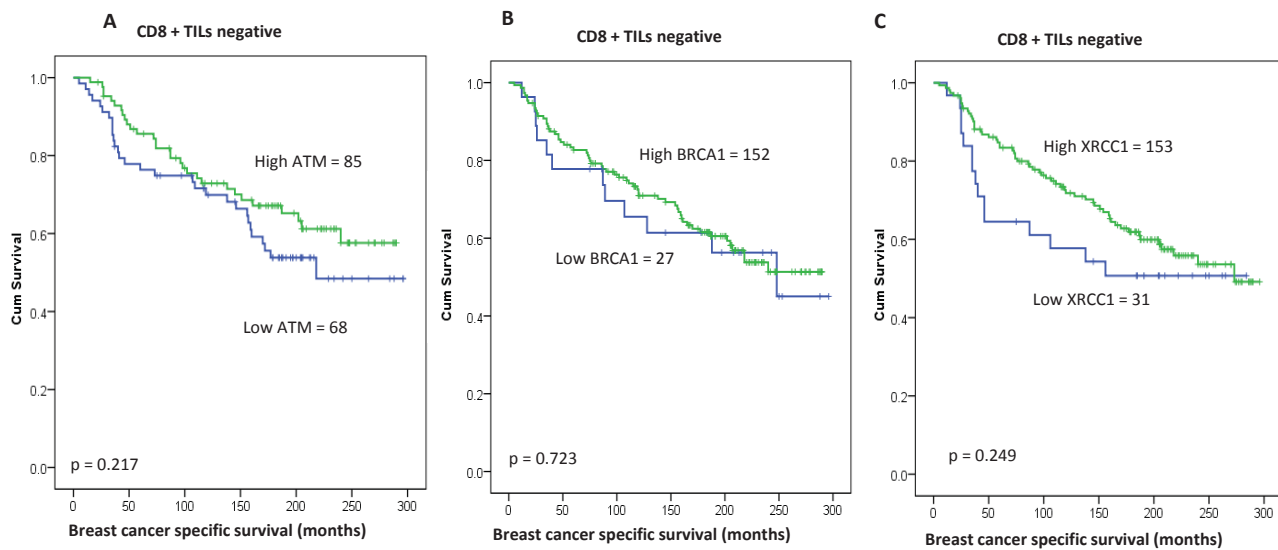 A
CD8 + TILs negative
Cum Survival
1.0
0.8
0.6
0.4
0.2
0.0
High ATM = 85
Low ATM = 68
p = 0.217
0 50 100 150 200 250 300
Breast cancer specific survival (months)
B
CD8 + TILs negative
Cum Survival
1.0
0.8
0.6
0.4
0.2
0.0
High BRCA1 = 152
Low BRCA1 = 27
p = 0.723
0 50 100 150 200 250 300
Breast cancer specific survival (months)
C
CD8 + TILs negative
Cum Survival
1.0
0.8
0.6
0.4
0.2
0.0
High XRCC1 = 153
Low XRCC1 = 31
p = 0.249
0 50 100 150 200 250 300
Breast cancer specific survival (months)